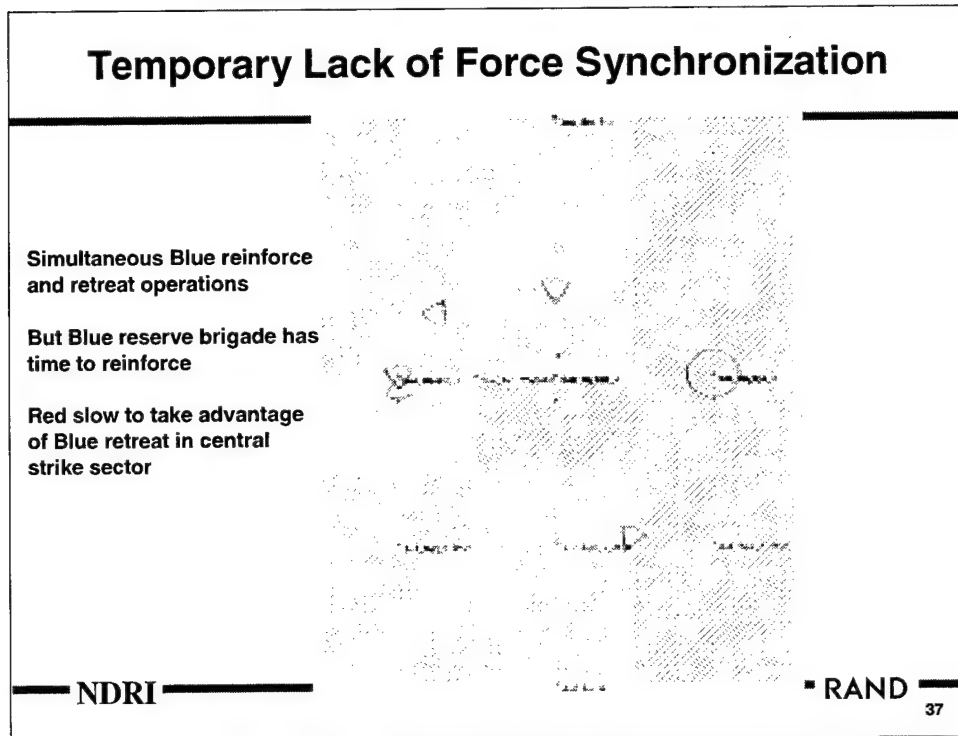 Temporary Lack of Force Synchronization
Simultaneous Blue reinforce
and retreat operations
But Blue reserve brigade has
time to reinforce
Red slow to take advantage
of Blue retreat in central
strike sector
NDRI
RAND
37